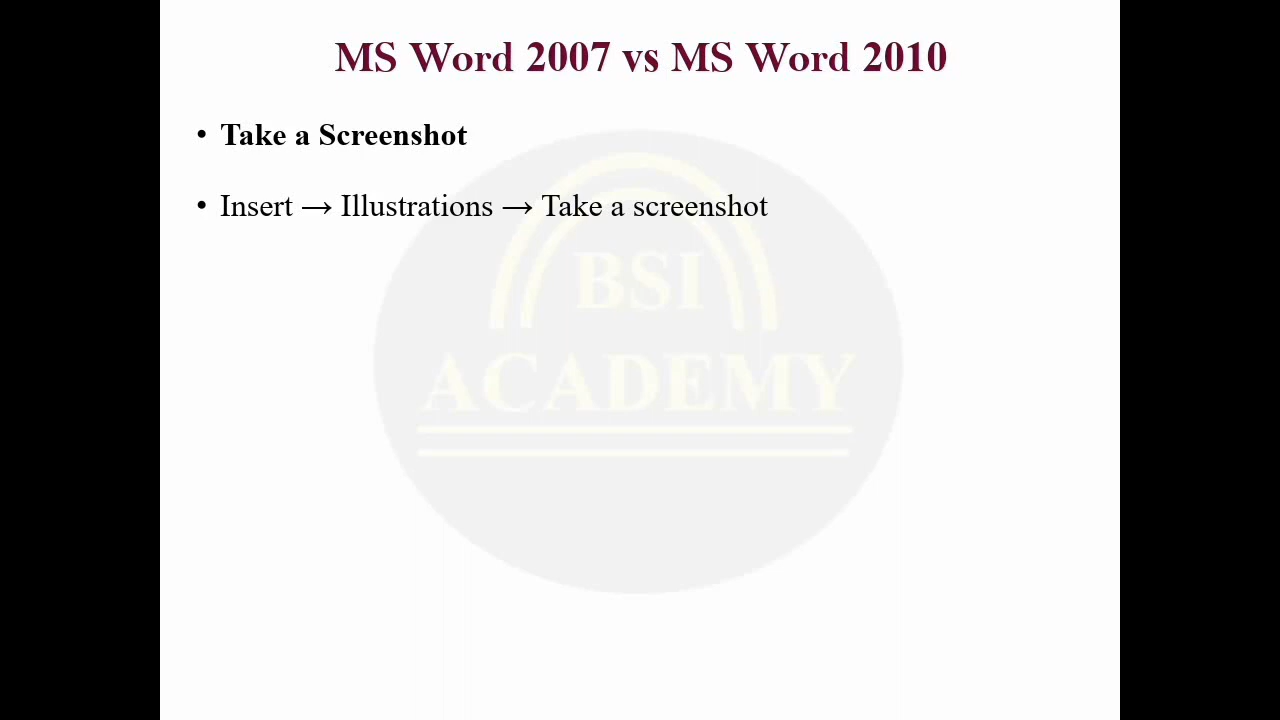 MS Word 2007 vs MS Word 2010
• Take a Screenshot
• Insert → Illustrations → Take a screenshot
BSI
ACADEMY